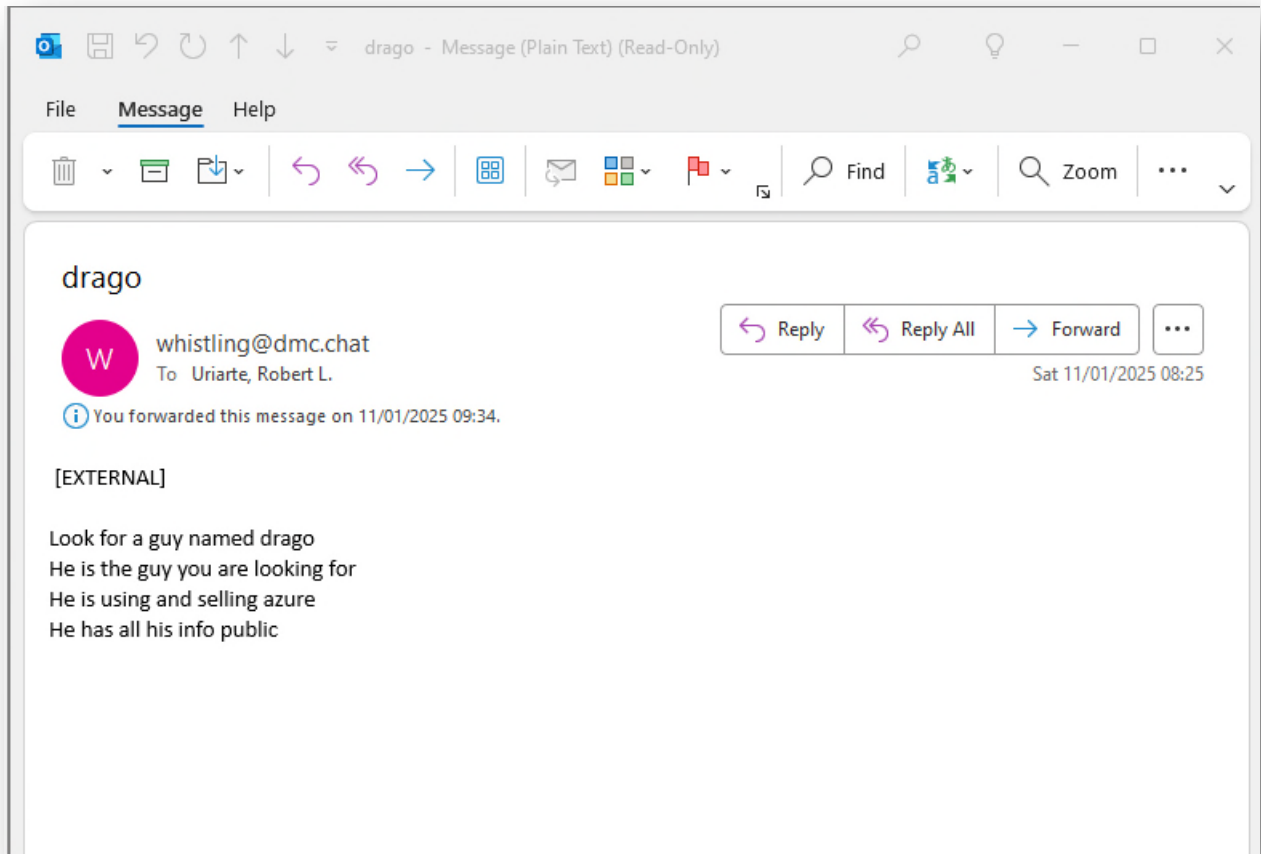 drago - Message (Plain Text) (Read-Only)
File Message Help
Find Zoom
drago
W
whistling@dmc.chat
To Uriarte, Robert L.
Reply Reply All Forward
Sat 11/01/2025 08:25
You forwarded this message on 11/01/2025 09:34.
[EXTERNAL]
Look for a guy named drago
He is the guy you are looking for
He is using and selling azure
He has all his info public